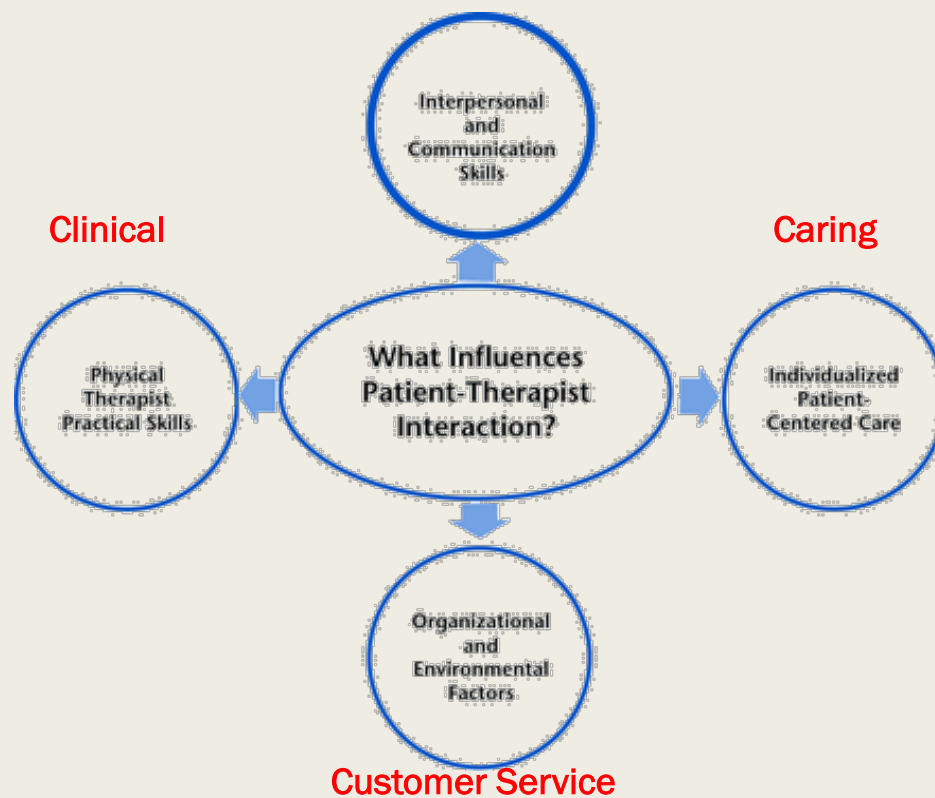 Interpersonal
and
Communication
Skills
Clinical
Caring
Physical
Therapist
Practical Skills
What Influences
Patient-Therapist
Interaction?
Individualized
Patient-
Centered Care
Organizational
and
Environmental
Factors
Customer Service